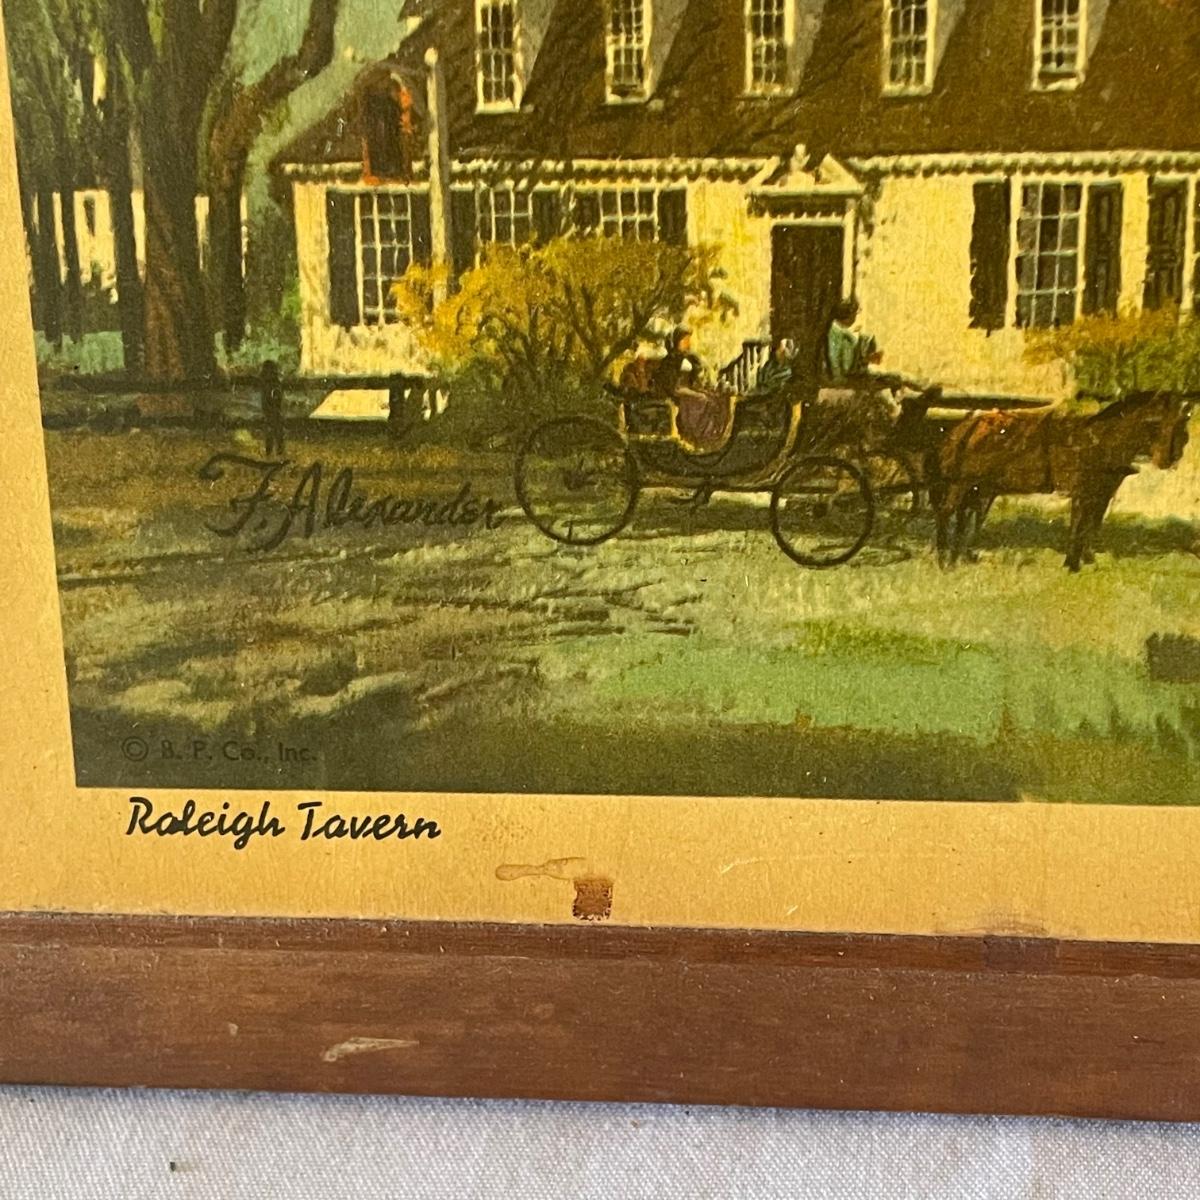 F. Alexander
© B. P. Co., Inc.
Raleigh Tavern